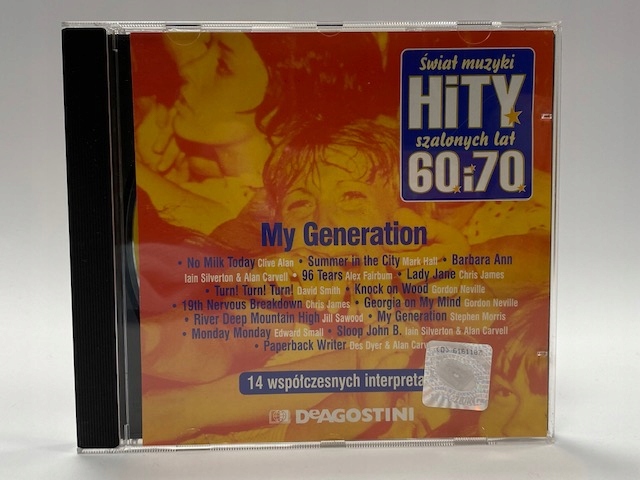 Świat muzyki
HiTY
szalonych lat
60.i70.
My Generation
• No Milk Today Clive Alan • Summer in the City Mark Hall • Barbara Ann
Iain Silverton & Alan Carvell • 96 Tears Alex Fairburn • Lady Jane Chris James
• Turn! Turn! Turn! David Smith • Knock on Wood Gordon Neville
• 19th Nervous Breakdown Chris James • Georgia on My Mind Gordon Neville
• River Deep Mountain High Jill Sawood • My Generation Stephen Morris
• Monday Monday Edward Small • Sloop John B. Iain Silverton & Alan Carvell
• Paperback Writer Des Dyer & Alan
14 współczesnych
DeAGOSTINI